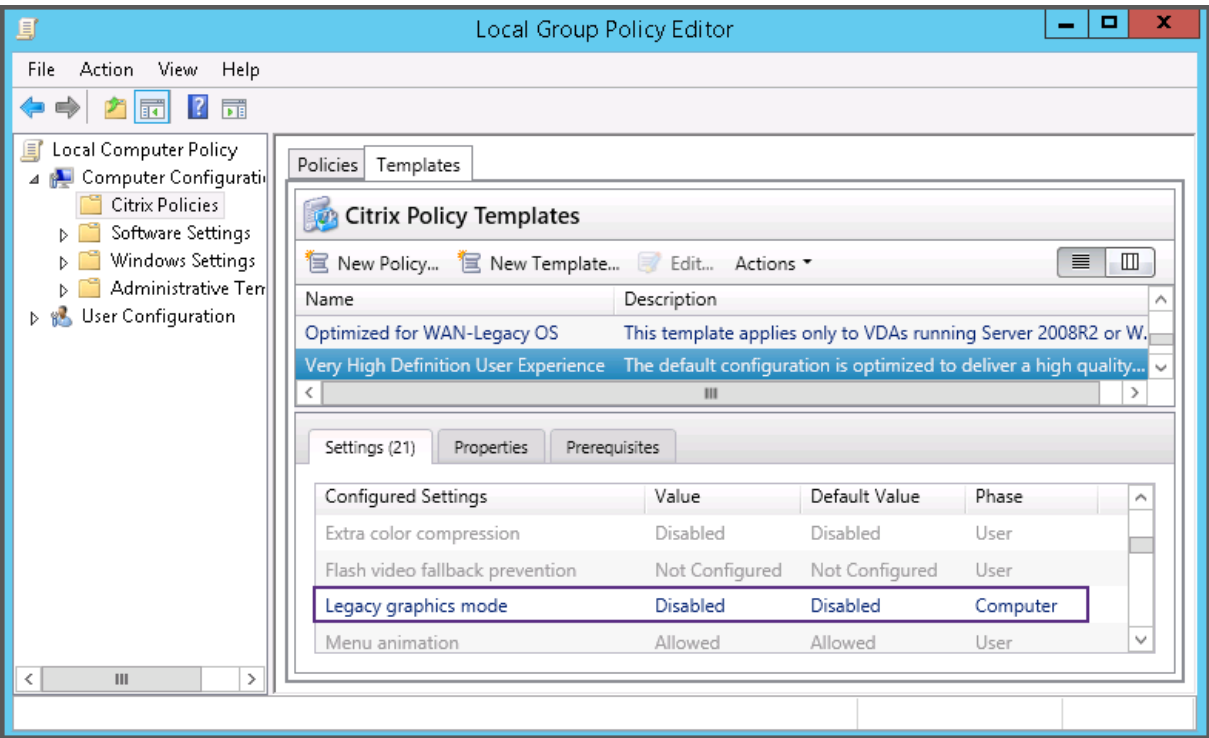 Local Group Policy Editor
File Action View Help
Local Computer Policy
Computer Configurati
Citrix Policies
Software Settings
Windows Settings
Administrative Tem
User Configuration
Policies Templates
Citrix Policy Templates
New Policy... New Template... Edit... Actions
Name Description
Optimized for WAN-Legacy OS This template applies only to VDAs running Server 2008R2 or W.
Very High Definition User Experience The default configuration is optimized to deliver a high quality...
Settings (21) Properties Prerequisites
Configured Settings Value Default Value Phase
Extra color compression Disabled Disabled User
Flash video fallback prevention Not Configured Not Configured User
Legacy graphics mode Disabled Disabled Computer
Menu animation Allowed Allowed User